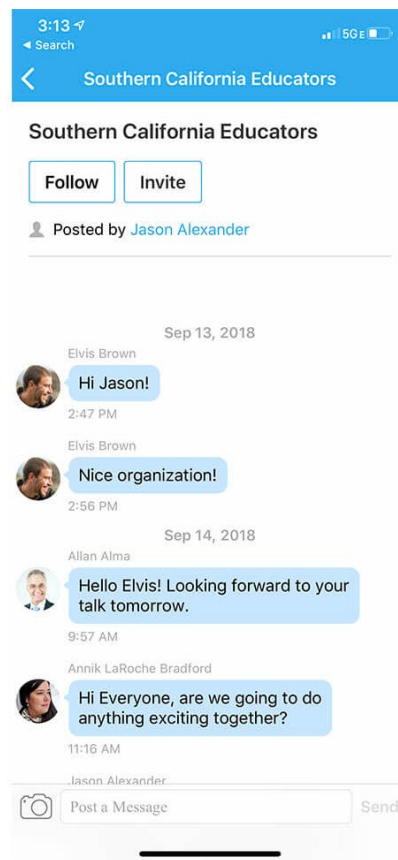 3:13
5GE
◀ Search
Southern California Educators
Southern California Educators
Follow
Invite
Posted by Jason Alexander
Sep 13, 2018
Elvis Brown
Hi Jason!
2:47 PM
Elvis Brown
Nice organization!
2:56 PM
Sep 14, 2018
Allan Alma
Hello Elvis! Looking forward to your
talk tomorrow.
9:57 AM
Annik LaRoche Bradford
Hi Everyone, are we going to do
anything exciting together?
11:16 AM
Jason Alexander
Post a Message
Send